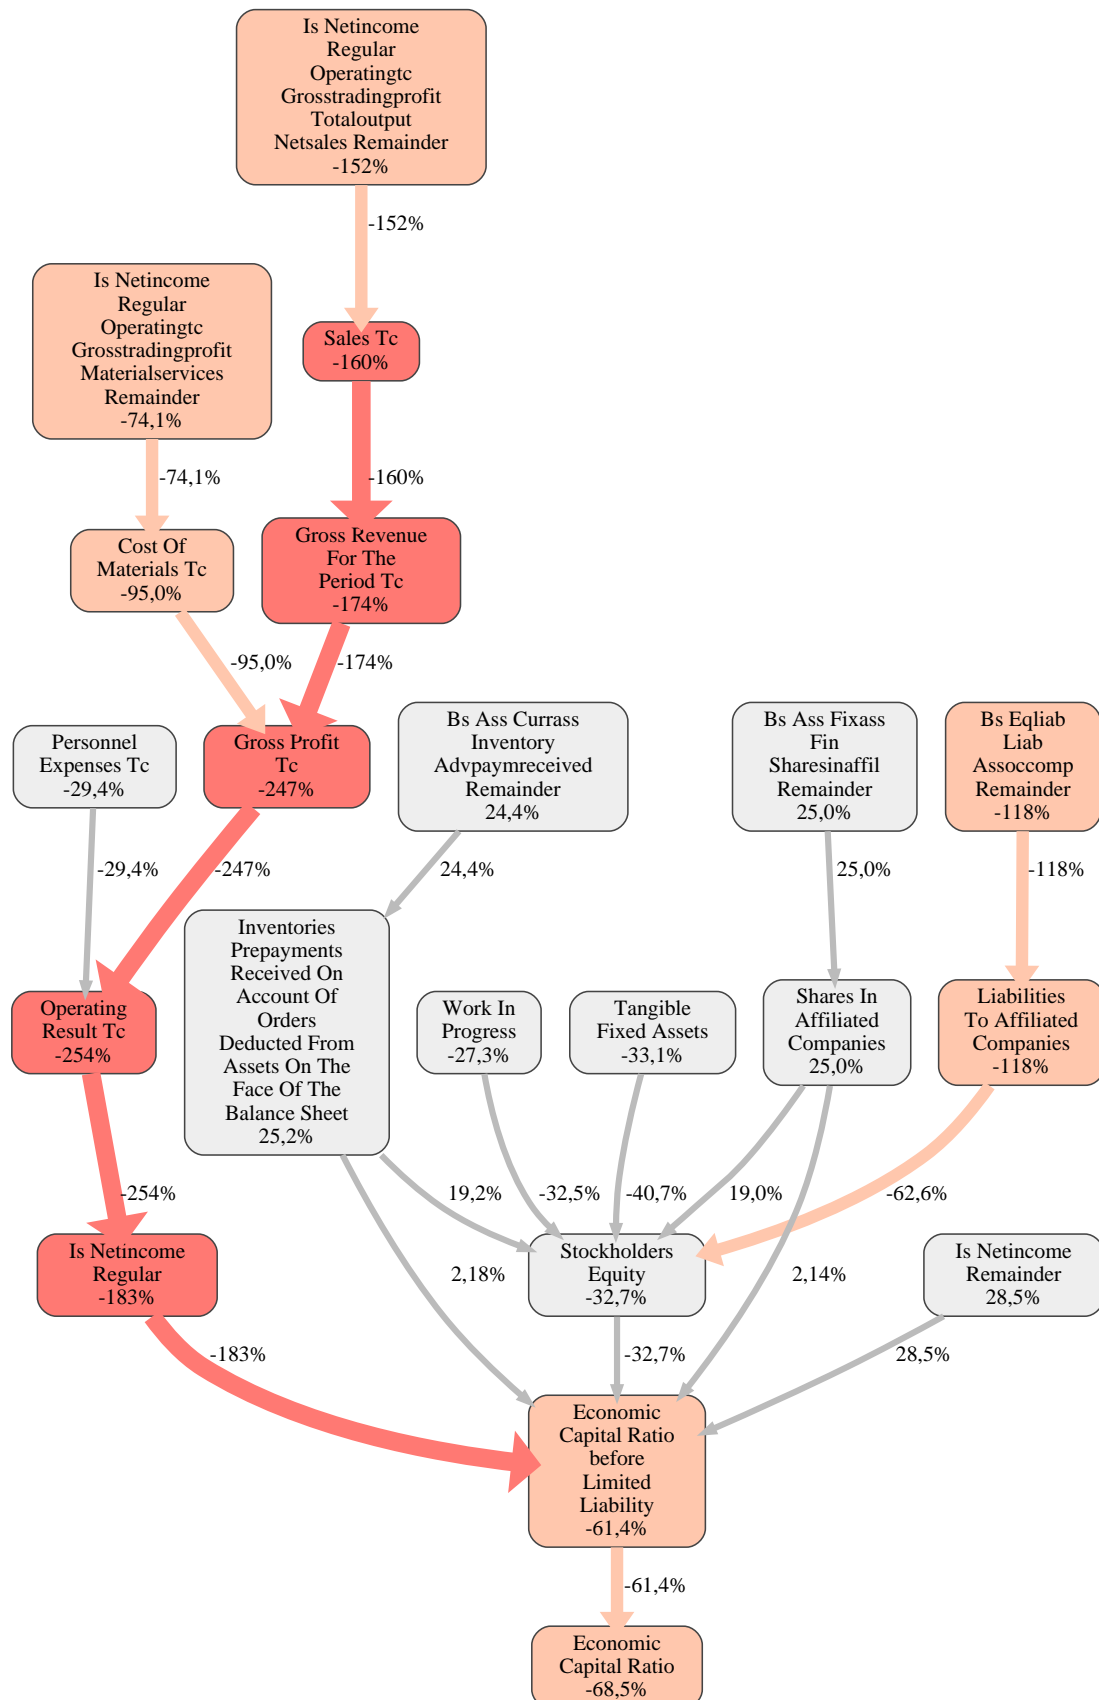 Is Netincome
Regular
Operatingtc
Grosstradingprofit
Totaloutput
Netsales Remainder
-152%
-152%
Is Netincome
Regular
Operatingtc
Grosstradingprofit
Materialservices
Remainder
-74,1%
Sales Tc
-160%
-74,1%
-160%
Cost Of
Materials Tc
-95,0%
Gross Revenue
For The
Period Tc
-174%
-95,0%
-174%
Personnel
Expenses Tc
-29,4%
Gross Profit
Tc
-247%
Bs Ass Currass
Inventory
Advpaymreceived
Remainder
24,4%
Bs Ass Fixass
Fin
Sharesinaffil
Remainder
25,0%
Bs Eqliab
Liab
Assoccomp
Remainder
-118%
-29,4%
-247%
24,4%
25,0%
-118%
Operating
Result Tc
-254%
Inventories
Prepayments
Received On
Account Of
Orders
Deducted From
Assets On The
Face Of The
Balance Sheet
25,2%
Work In
Progress
-27,3%
Tangible
Fixed Assets
-33,1%
Shares In
Affiliated
Companies
25,0%
Liabilities
To Affiliated
Companies
-118%
-254%
19,2%
-32,5%
-40,7%
19,0%
-62,6%
Is Netincome
Regular
-183%
2,18%
Stockholders
Equity
-32,7%
2,14%
Is Netincome
Remainder
28,5%
-183%
-32,7%
28,5%
Economic
Capital Ratio
before
Limited
Liability
-61,4%
-61,4%
Economic
Capital Ratio
-68,5%